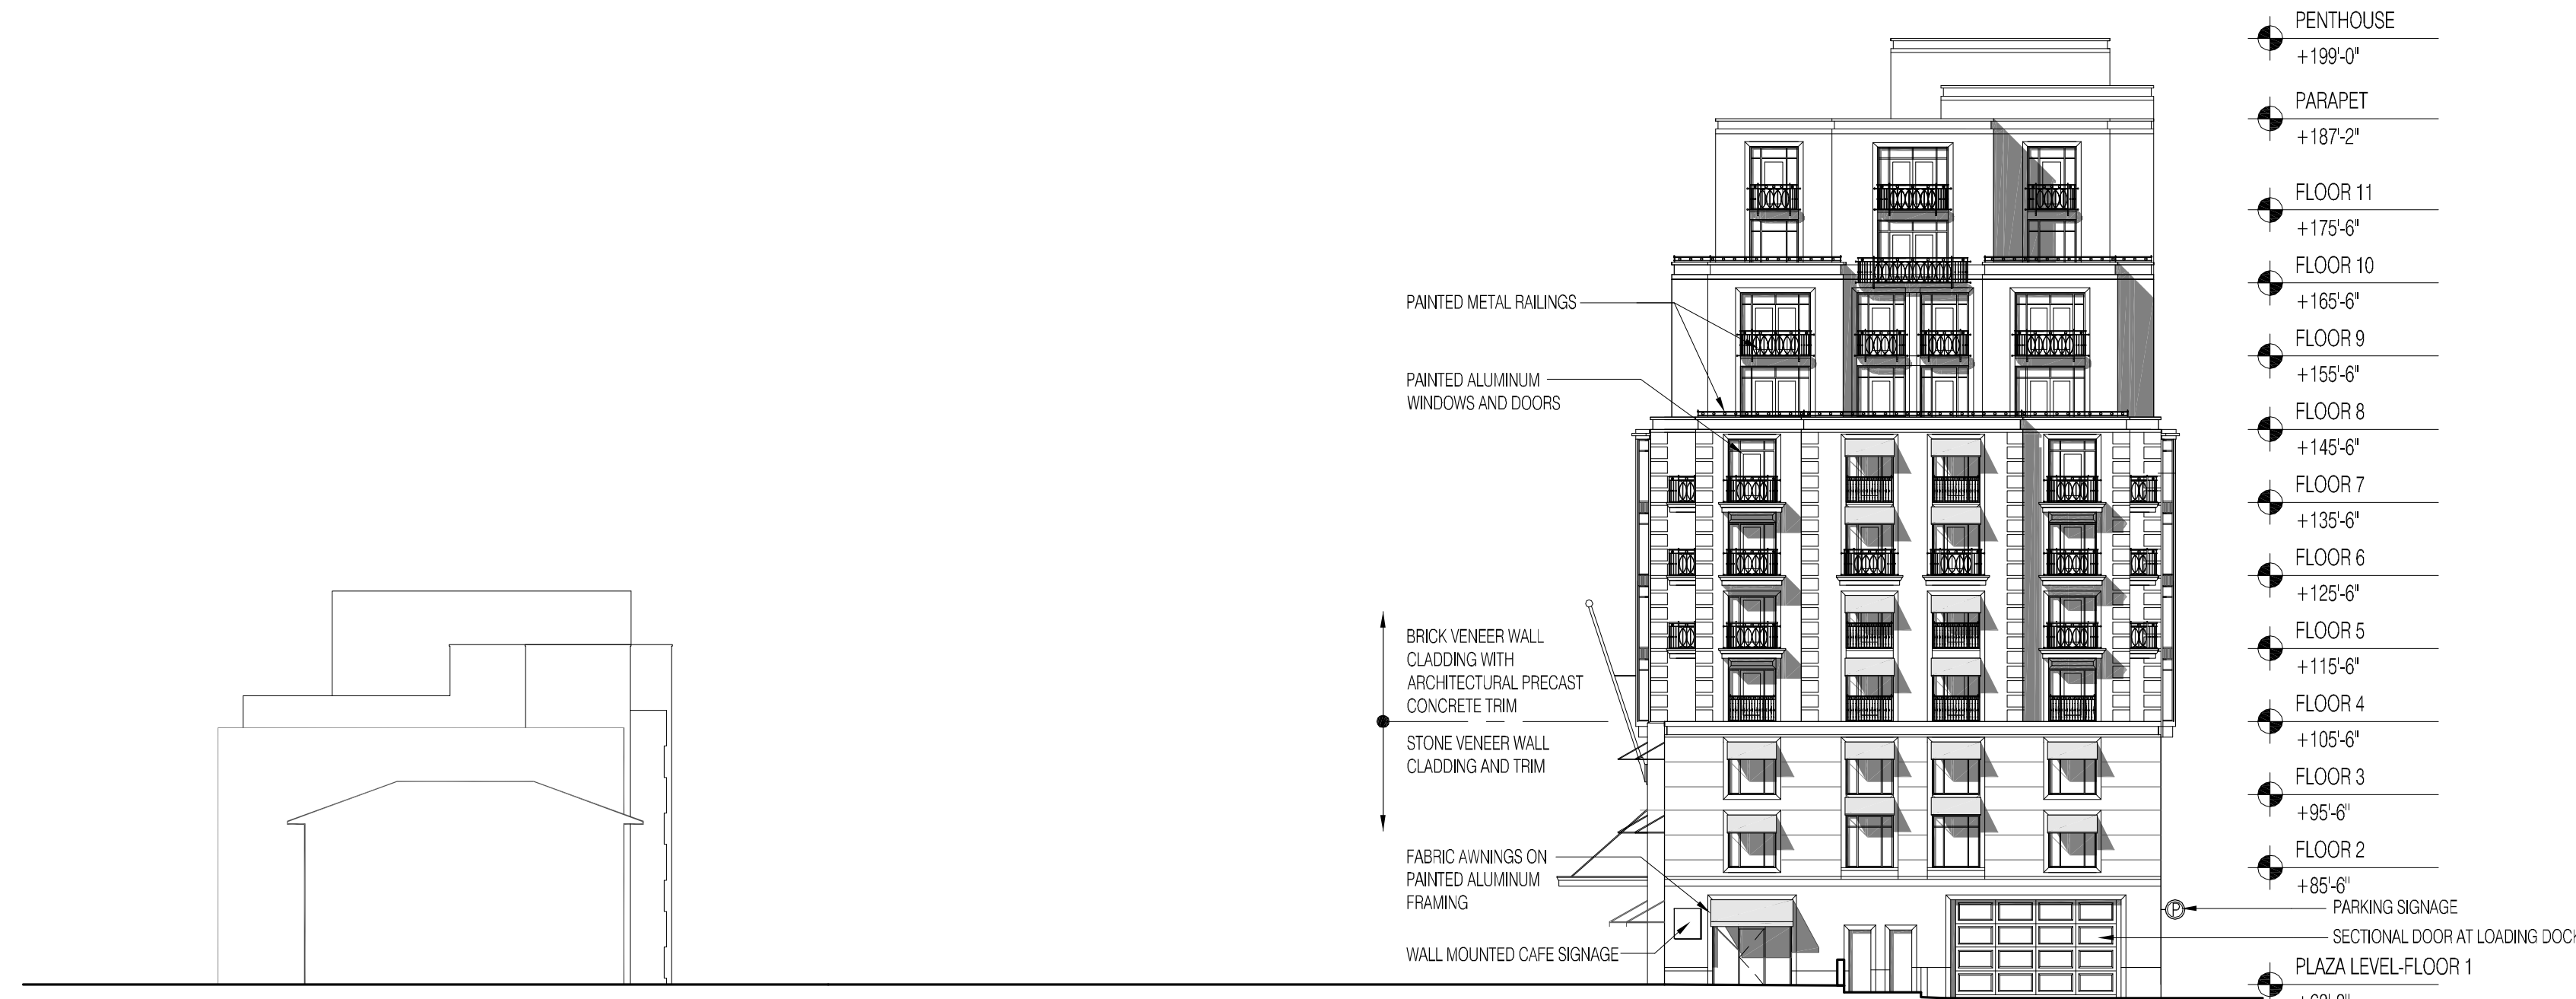 PENTHOUSE
+199'-0"
PARAPET
+187'-2"
FLOOR 11
+175'-6"
FLOOR 10
+165'-6"
FLOOR 9
+155'-6"
FLOOR 8
+145'-6"
FLOOR 7
+135'-6"
FLOOR 6
+125'-6"
FLOOR 5
+115'-6"
FLOOR 4
+105'-6"
FLOOR 3
+95'-6"
FLOOR 2
+85'-6"
PARKING SIGNAGE
SECTIONAL DOOR AT LOADING DOCK
PLAZA LEVEL-FLOOR 1
PAINTED METAL RAILINGS
PAINTED ALUMINUM
WINDOWS AND DOORS
BRICK VENEER WALL
CLADDING WITH
ARCHITECTURAL PRECAST
CONCRETE TRIM
STONE VENEER WALL
CLADDING AND TRIM
FABRIC AWNINGS ON
PAINTED ALUMINUM
FRAMING
WALL MOUNTED CAFE SIGNAGE
P